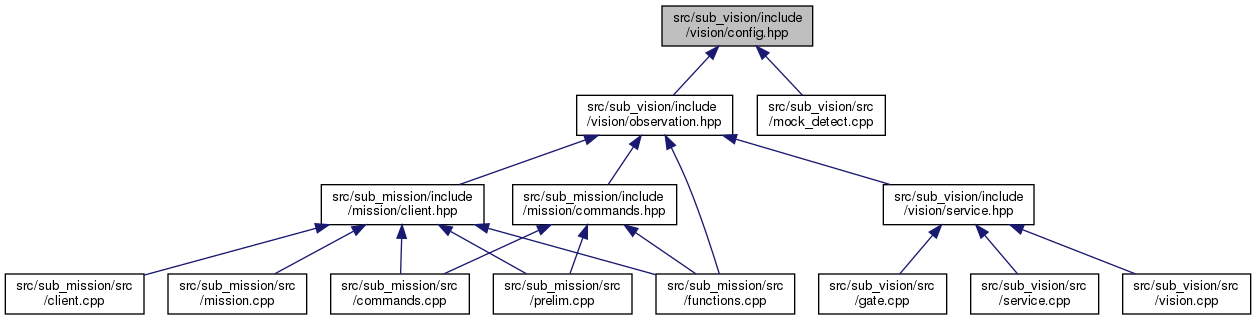 src/sub_vision/include
/vision/config.hpp
src/sub_vision/include
/vision/observation.hpp
src/sub_vision/src
/mock_detect.cpp
src/sub_mission/include
/mission/client.hpp
src/sub_mission/include
/mission/commands.hpp
src/sub_vision/include
/vision/service.hpp
src/sub_mission/src
/client.cpp
src/sub_mission/src
/mission.cpp
src/sub_mission/src
/commands.cpp
src/sub_mission/src
/prelim.cpp
src/sub_mission/src
/functions.cpp
src/sub_vision/src
/gate.cpp
src/sub_vision/src
/service.cpp
src/sub_vision/src
/vision.cpp